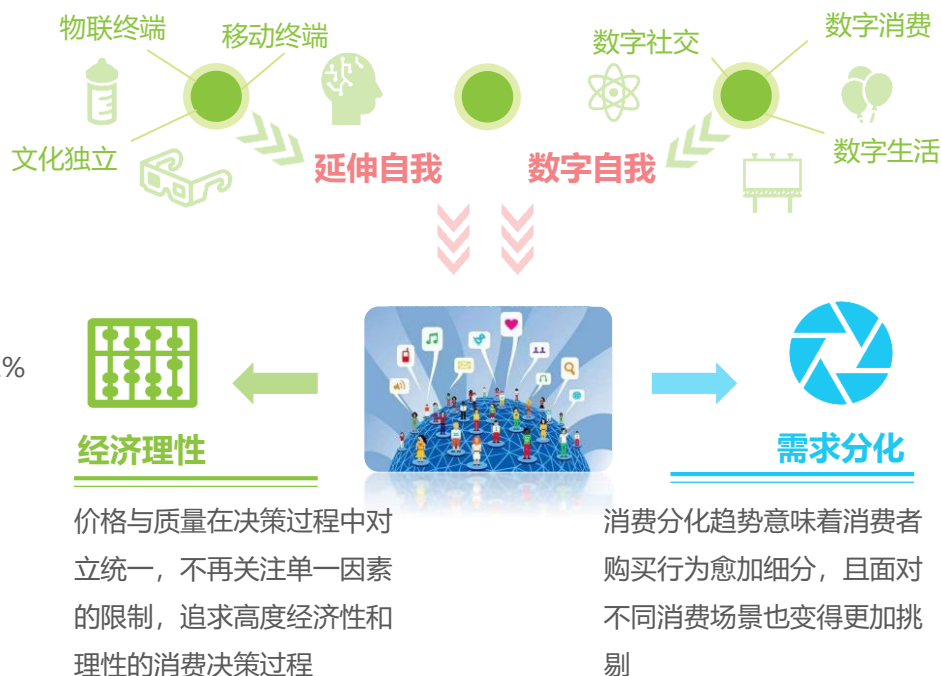 物联终端
移动终端
文化独立
延伸自我
数字社交
数字消费
数字生活
数字自我
%
经济理性
价格与质量在决策过程中对
立统一，不再关注单一因素
的限制，追求高度经济性和
理性的消费决策过程
需求分化
消费分化趋势意味着消费者
购买行为愈加细分，且面对
不同消费场景也变得更加挑
剔